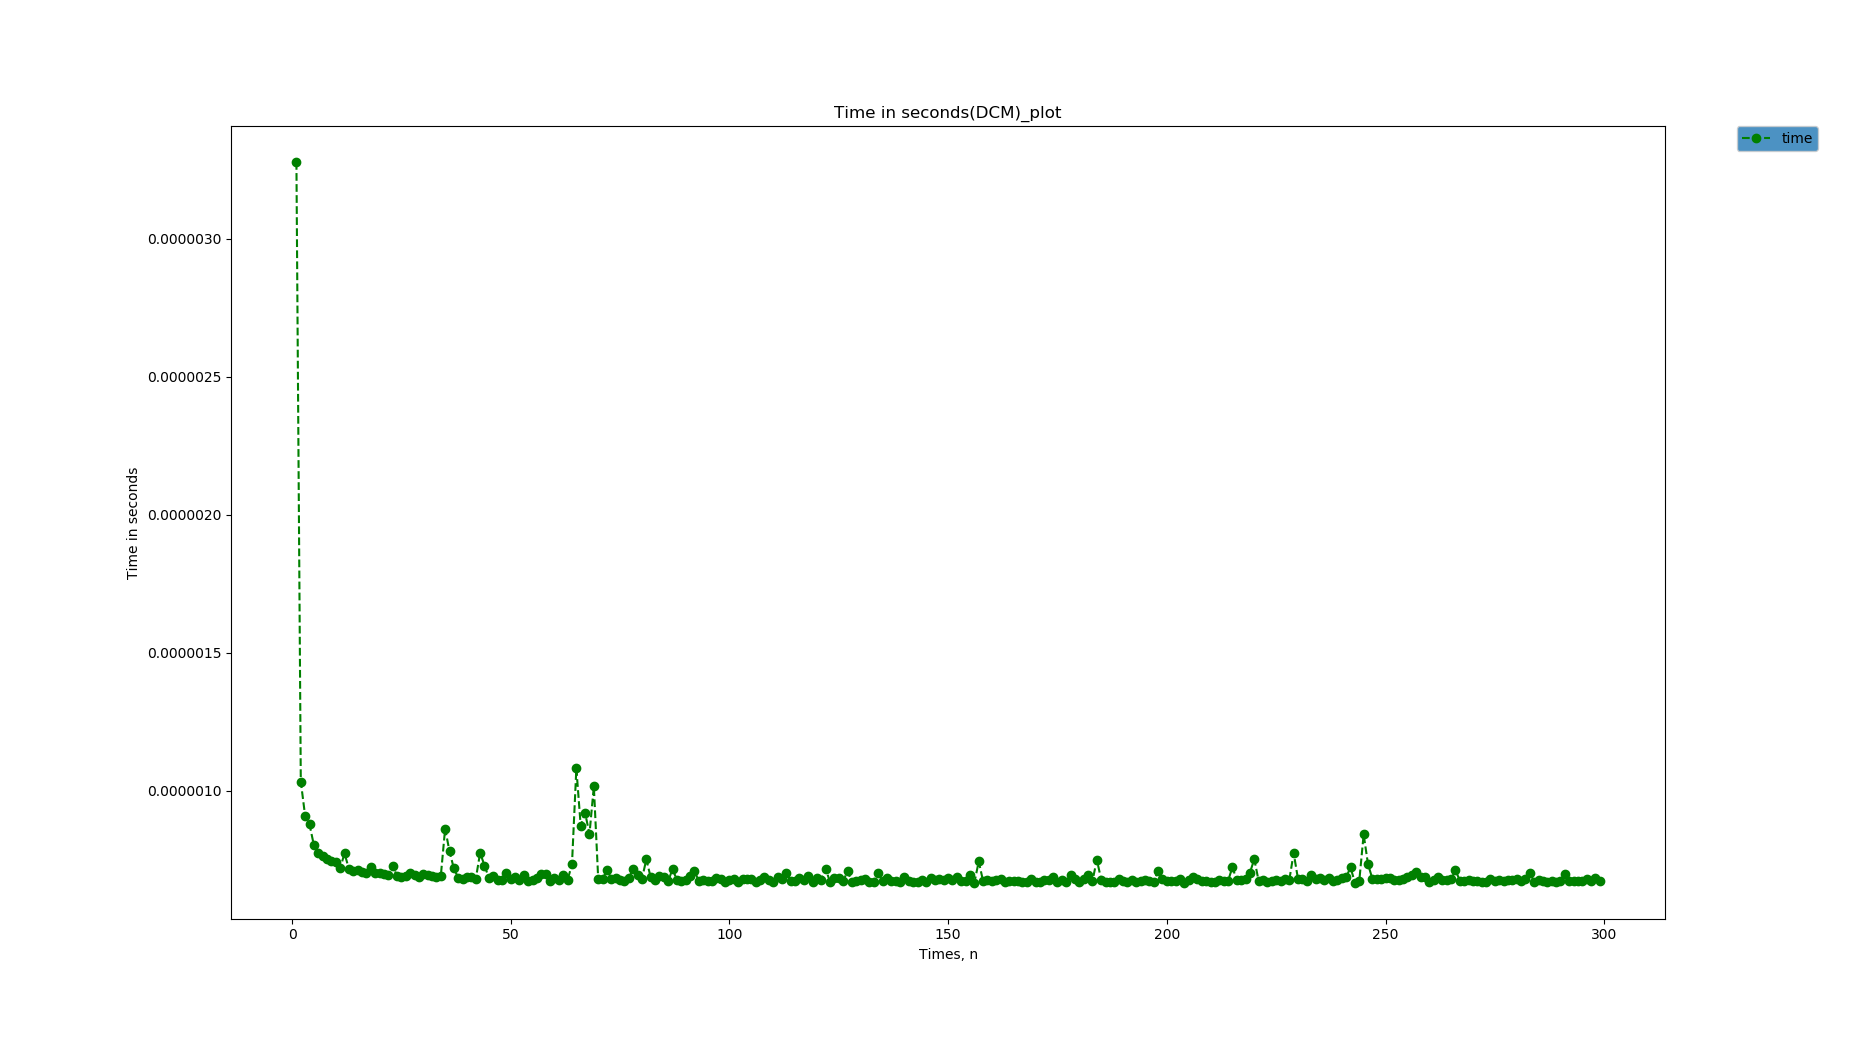 Time in seconds(DCM)_plot
time
0.0000030
0.0000025
0.0000020
0.0000015
0.0000010
Time in seconds
0 50 100 150 200 250 300
Times, n